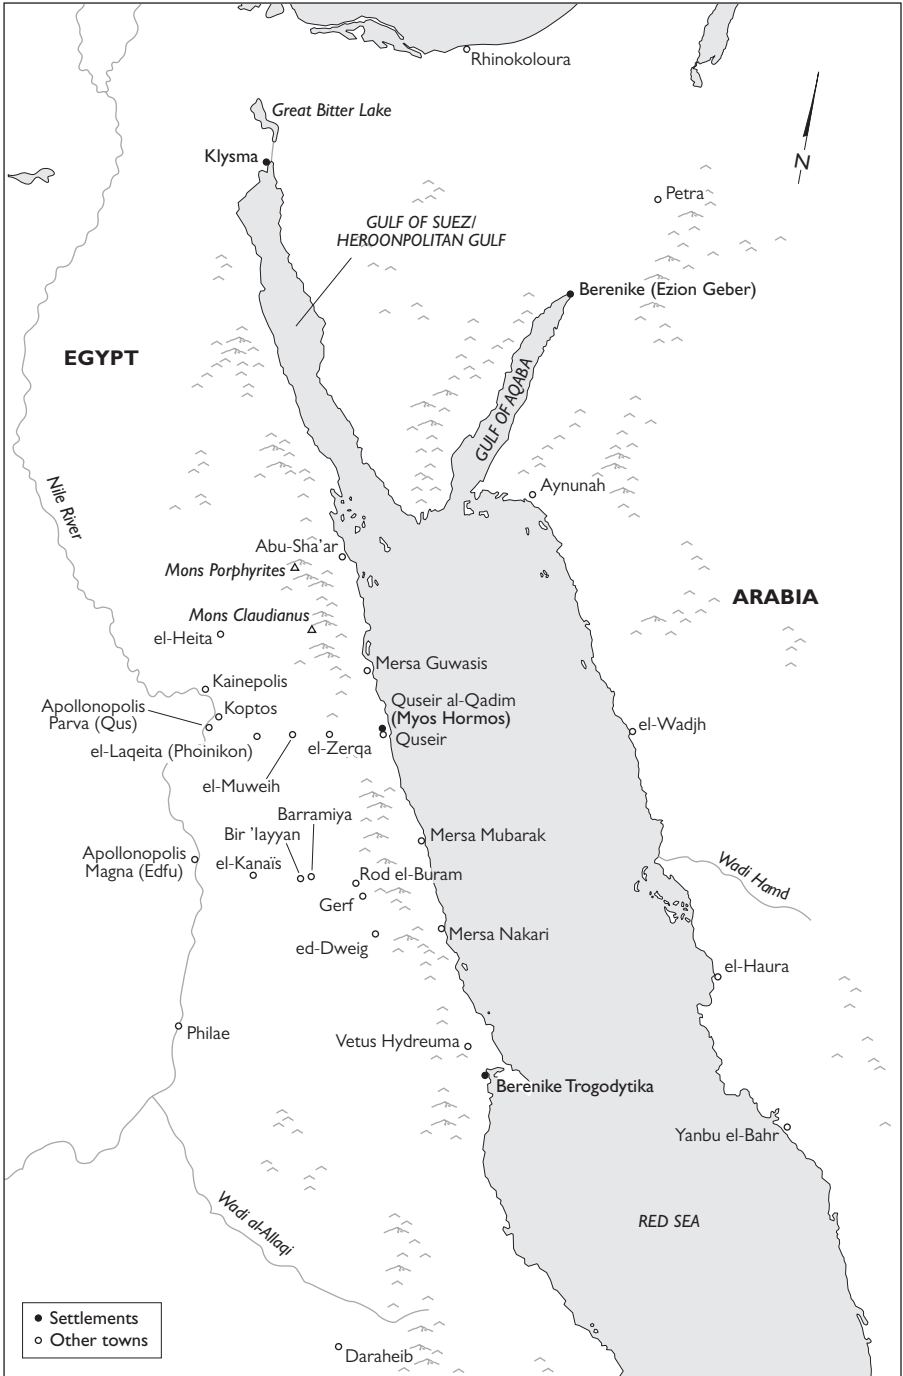 Rhinokoloura
Great Bitter Lake
Klysma
N
Petra
GULF OF SUEZ/
HEROONPOLITAN GULF
Berenike (Ezion Geber)
EGYPT
GULF OF AQABA
Nile River
Aynunah
Abu-Sha'ar
Mons Porphyrites
ARABIA
Mons Claudianus
el-Heita
Mersa Guwasis
Kainepolis
Quseir al-Qadim
(Myos Hormos)
Apollonopolis
Parva (Qus)
Koptos
el-Wadjh
Quseir
el-Laqeita (Phoinikon)
el-Zerqa
el-Muweih
Barramiya
Bir 'Iayyan
Mersa Mubarak
Apollonopolis
Magna (Edfu)
el-Kanaïs
Wadi Hamd
Rod el-Buram
Gerf
Mersa Nakari
ed-Dweig
el-Haura
Philae
Vetus Hydreuma
Berenike Trogodytika
Yanbu el-Bahr
Wadi al-Allaqi
RED SEA
Settlements
Other towns
Daraheib